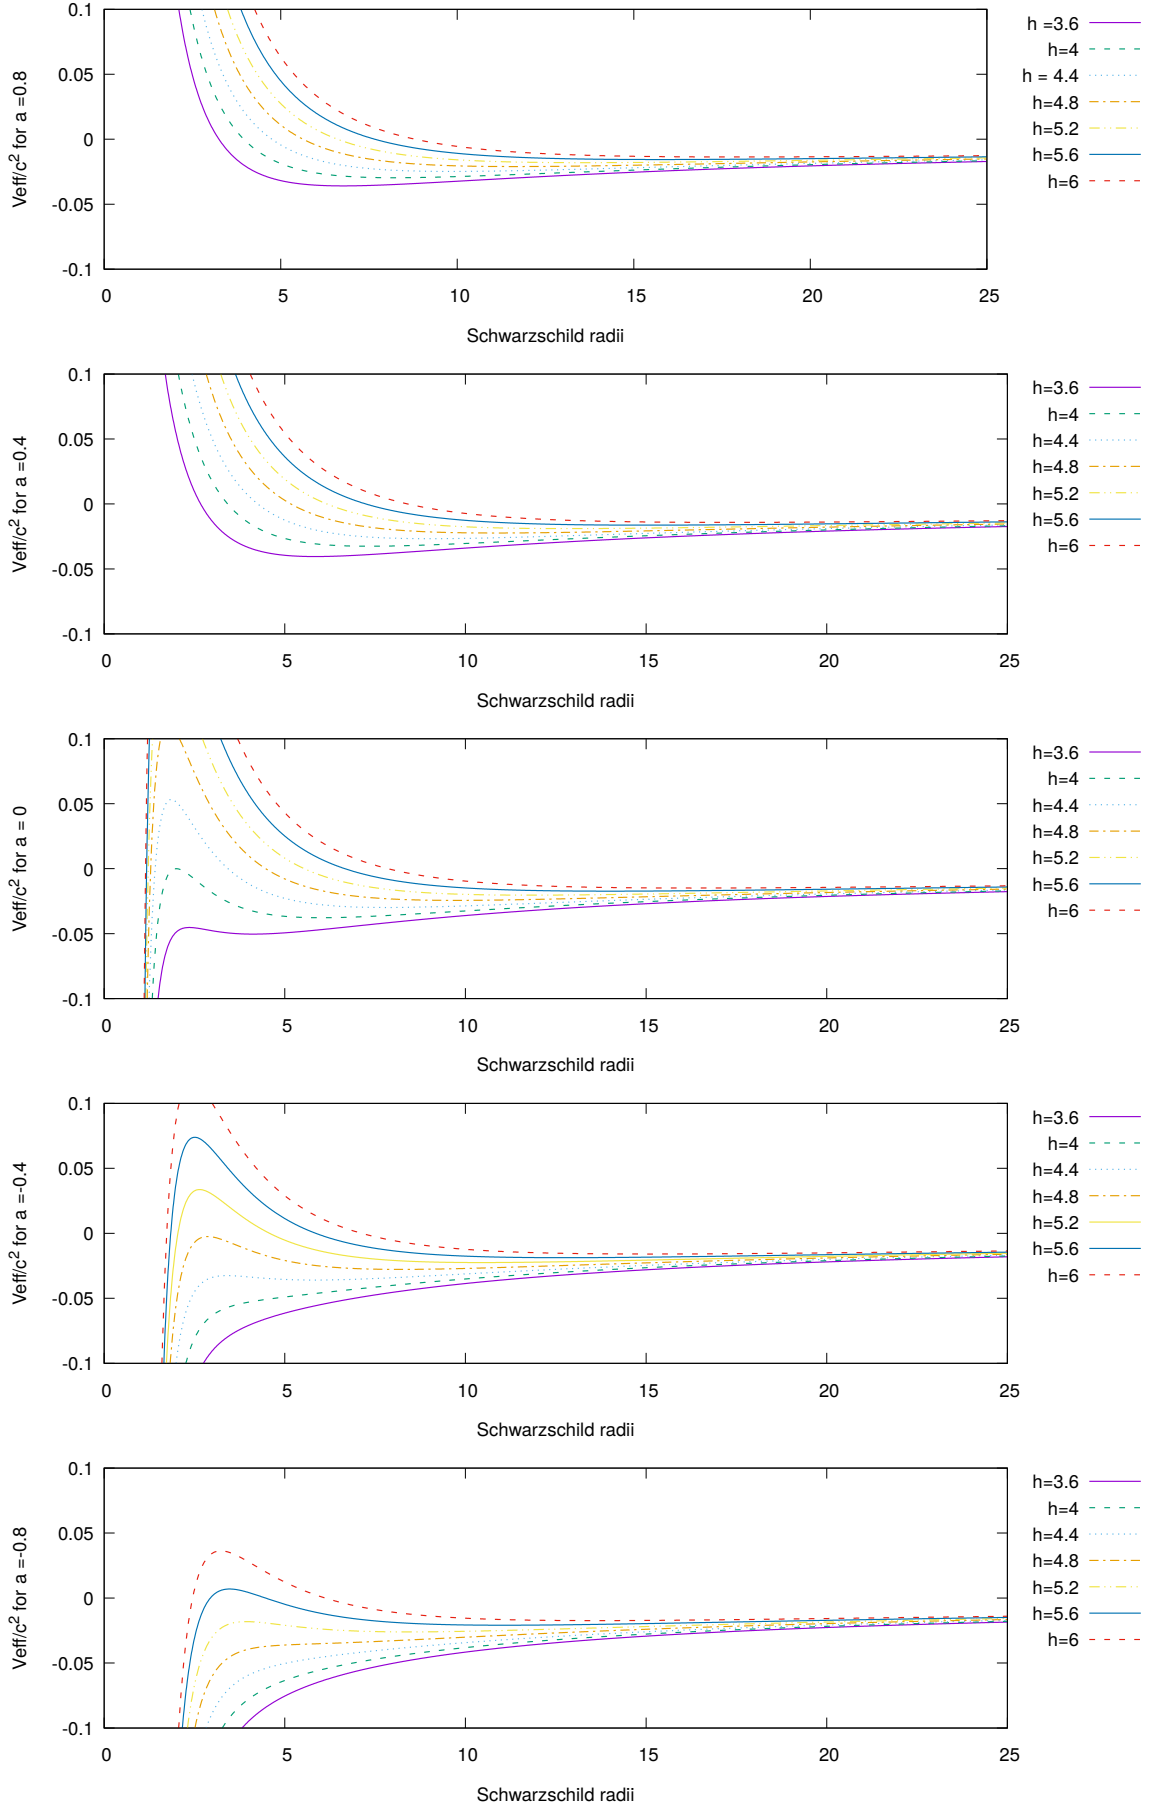 0.1
0.05
0
-0.05
-0.1
0 5 10 15 20 25
Schwarzschild radii
Veff/c² for a =0.8
h =3.6
h=4
h = 4.4
h=4.8
h=5.2
h=5.6
h=6
0.1
0.05
0
-0.05
-0.1
0 5 10 15 20 25
Schwarzschild radii
Veff/c² for a =0.4
h=3.6
h=4
h=4.4
h=4.8
h=5.2
h=5.6
h=6
0.1
0.05
0
-0.05
-0.1
0 5 10 15 20 25
Schwarzschild radii
Veff/c² for a = 0
h=3.6
h=4
h=4.4
h=4.8
h=5.2
h=5.6
h=6
0.1
0.05
0
-0.05
-0.1
0 5 10 15 20 25
Schwarzschild radii
Veff/c² for a =-0.4
h=3.6
h=4
h=4.4
h=4.8
h=5.2
h=5.6
h=6
0.1
0.05
0
-0.05
-0.1
0 5 10 15 20 25
Schwarzschild radii
Veff/c² for a =-0.8
h=3.6
h=4
h=4.4
h=4.8
h=5.2
h=5.6
h=6